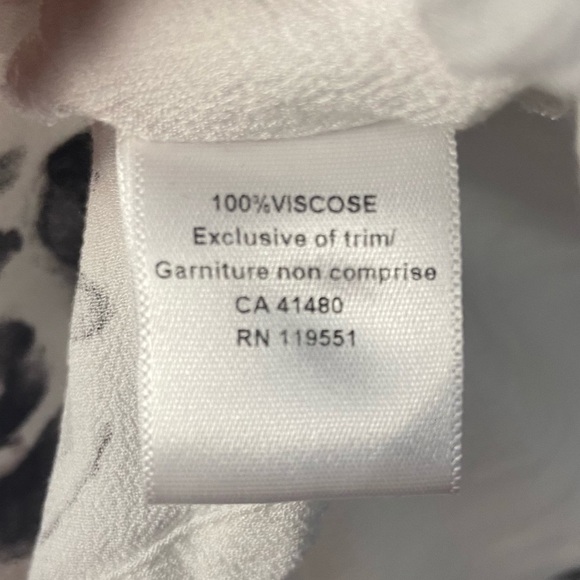 100%VISCOSE
Exclusive of trim/
Garniture non comprise
CA 41480
RN 119551